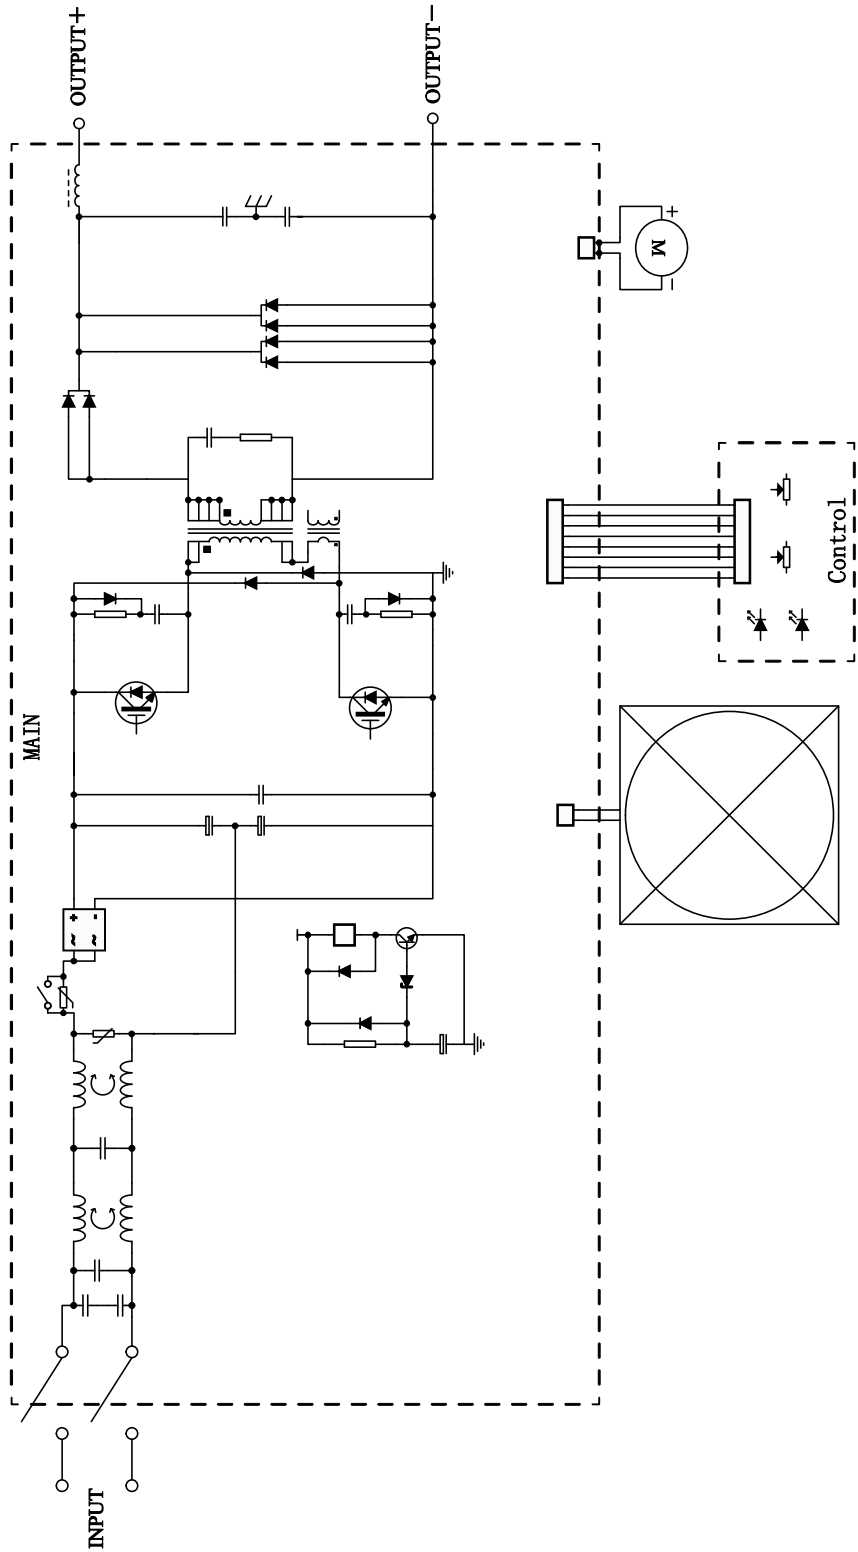 OUTPUT+
OUTPUT−
+
M
−
Control
MAIN
+
-
~
~
INPUT